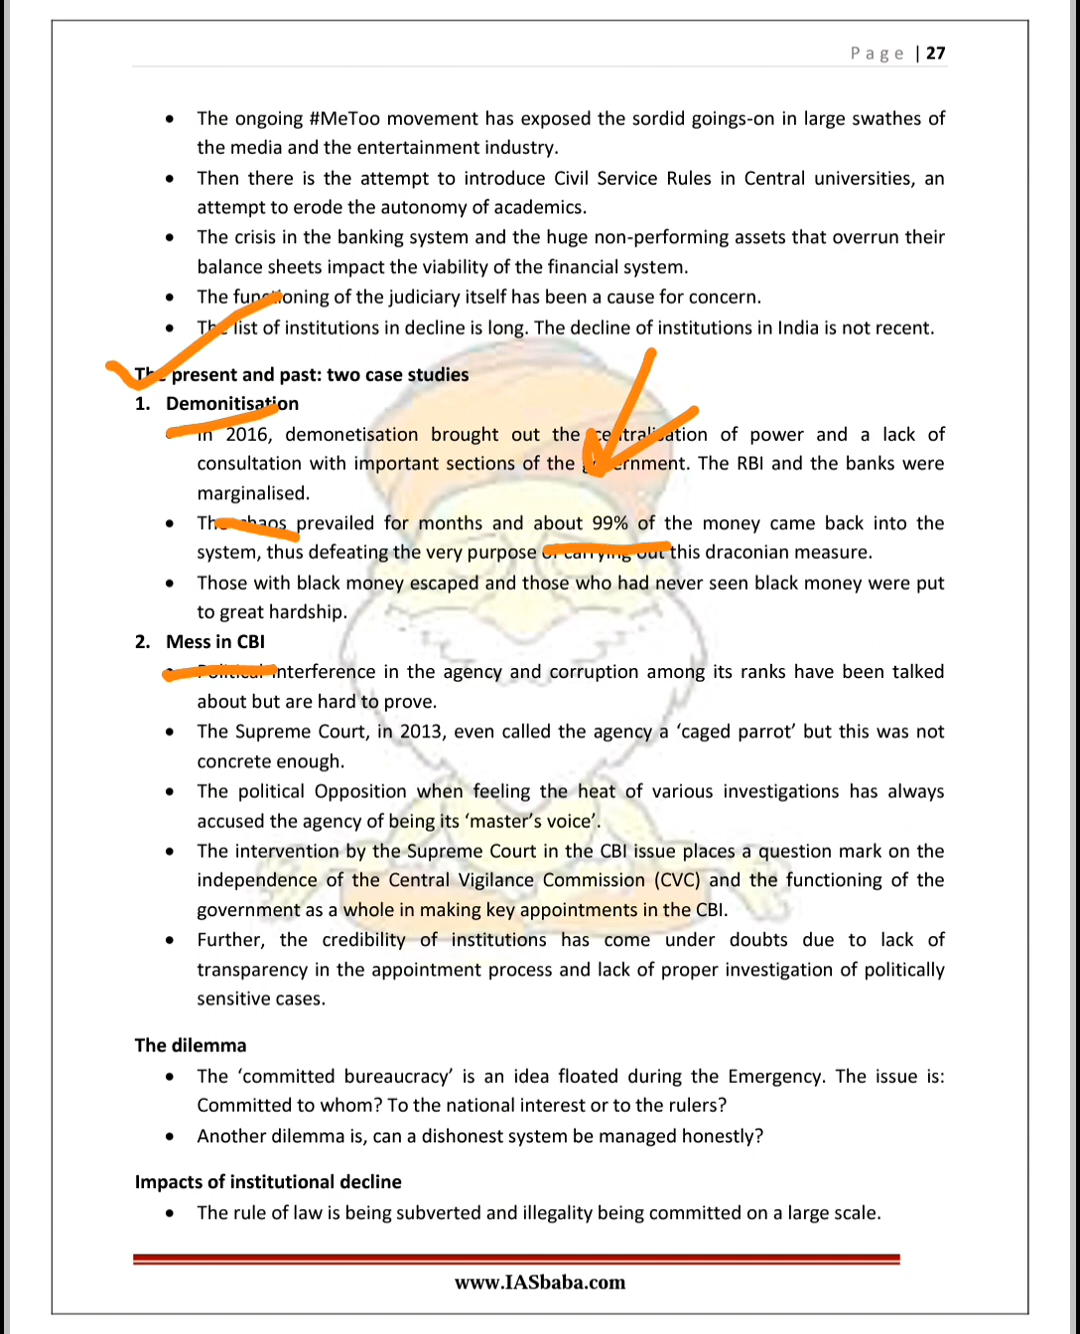 Page | 27
• The ongoing #MeToo movement has exposed the sordid goings-on in large swathes of
the media and the entertainment industry.
• Then there is the attempt to introduce Civil Service Rules in Central universities, an
attempt to erode the autonomy of academics.
• The crisis in the banking system and the huge non-performing assets that overrun their
balance sheets impact the viability of the financial system.
• The functioning of the judiciary itself has been a cause for concern.
• The list of institutions in decline is long. The decline of institutions in India is not recent.
The present and past: two case studies
1. Demonitisation
In 2016, demonetisation brought out the centralisation of power and a lack of
consultation with important sections of the government. The RBI and the banks were
marginalised.
• The chaos prevailed for months and about 99% of the money came back into the
system, thus defeating the very purpose of carrying out this draconian measure.
• Those with black money escaped and those who had never seen black money were put
to great hardship.
2. Mess in CBI
• Political interference in the agency and corruption among its ranks have been talked
about but are hard to prove.
• The Supreme Court, in 2013, even called the agency a ‘caged parrot’ but this was not
concrete enough.
• The political Opposition when feeling the heat of various investigations has always
accused the agency of being its ‘master’s voice’.
• The intervention by the Supreme Court in the CBI issue places a question mark on the
independence of the Central Vigilance Commission (CVC) and the functioning of the
government as a whole in making key appointments in the CBI.
• Further, the credibility of institutions has come under doubts due to lack of
transparency in the appointment process and lack of proper investigation of politically
sensitive cases.
The dilemma
• The ‘committed bureaucracy’ is an idea floated during the Emergency. The issue is:
Committed to whom? To the national interest or to the rulers?
• Another dilemma is, can a dishonest system be managed honestly?
Impacts of institutional decline
• The rule of law is being subverted and illegality being committed on a large scale.
www.IASbaba.com